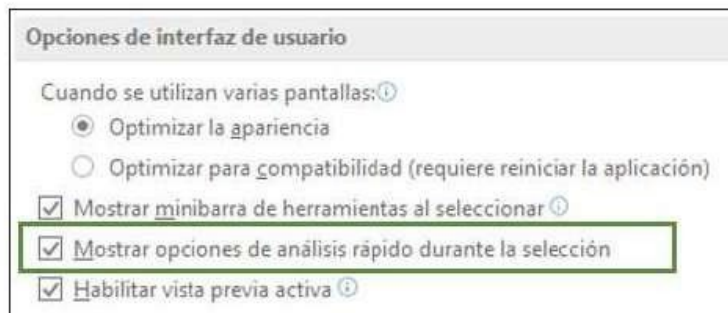 Opciones de interfaz de usuario
Cuando se utilizan varias pantallas:
Optimizar la apariencia
Optimizar para compatibilidad (requiere reiniciar la aplicación)
Mostrar minibarra de herramientas al seleccionar
Mostrar opciones de análisis rápido durante la selección
Habilitar vista previa activa